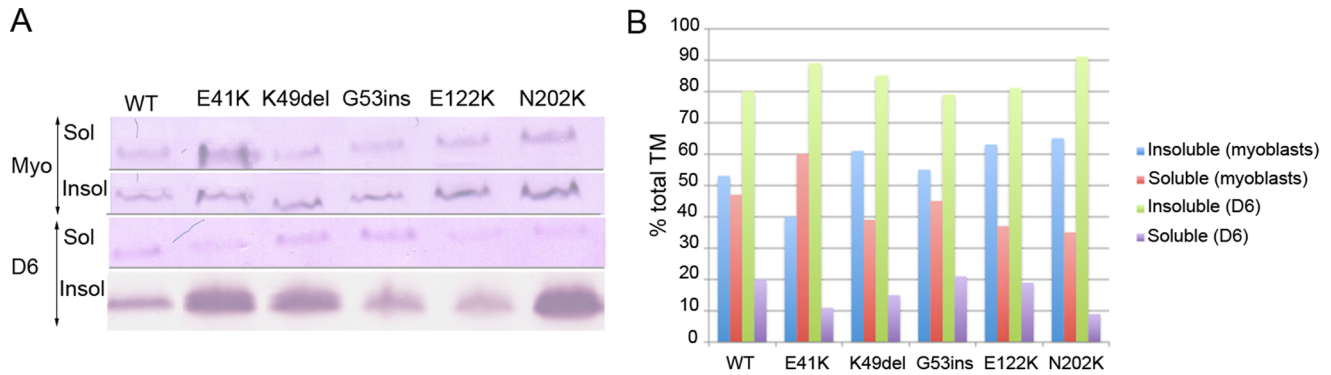 A
WT E41K K49del G53ins E122K N202K
Myo
Sol
Insol
D6
Sol
Insol
B
% total TM
100
90
80
70
60
50
40
30
20
10
0
WT E41K K49del G53ins E122K N202K
Insoluble (myoblasts)
Soluble (myoblasts)
Insoluble (D6)
Soluble (D6)